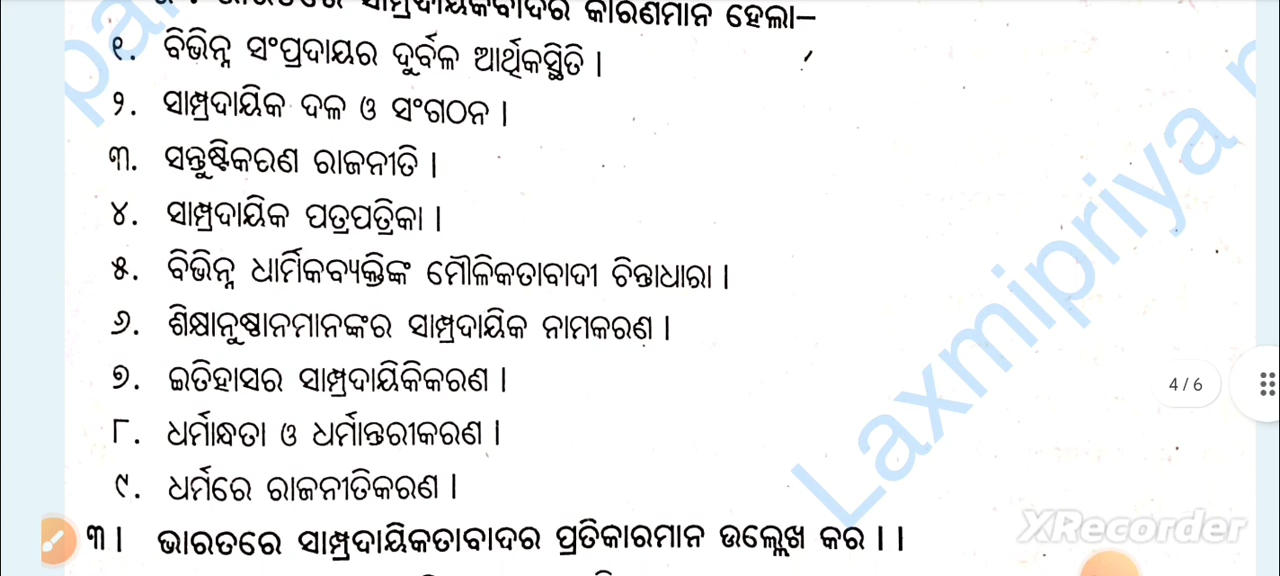 ସାମ୍ପ୍ରଦାୟିକବାଦର କାରଣମାନ ହେଲା–
୧. ବିଭିନ୍ନ ସଂପ୍ରଦାୟର ଦୁର୍ବଳ ଆର୍ଥିକସ୍ଥିତି ।
୨. ସାମ୍ପ୍ରଦାୟିକ ଦଳ ଓ ସଂଗଠନ ।
୩. ସନ୍ତୁଷ୍ଟିକରଣ ରାଜନୀତି ।
୪. ସାମ୍ପ୍ରଦାୟିକ ପତ୍ରପତ୍ରିକା ।
୫. ବିଭିନ୍ନ ଧାର୍ମିକବ୍ୟକ୍ତିଙ୍କ ମୌଳିକତାବାଦୀ ଚିନ୍ତାଧାରା ।
୬. ଶିକ୍ଷାନୁଷ୍ଠାନମାନଙ୍କର ସାମ୍ପ୍ରଦାୟିକ ନାମକରଣ ।
୭. ଇତିହାସର ସାମ୍ପ୍ରଦାୟିକିକରଣ ।
4 / 6
୮. ଧର୍ମାନ୍ଧତା ଓ ଧର୍ମାନ୍ତରୀକରଣ ।
୯. ଧର୍ମରେ ରାଜନୀତିକରଣ ।
୩। ଭାରତରେ ସାମ୍ପ୍ରଦାୟିକତାବାଦର ପ୍ରତିକାରମାନ ଉଲ୍ଲେଖ କର ।।
Laxmipriya
XRecorder